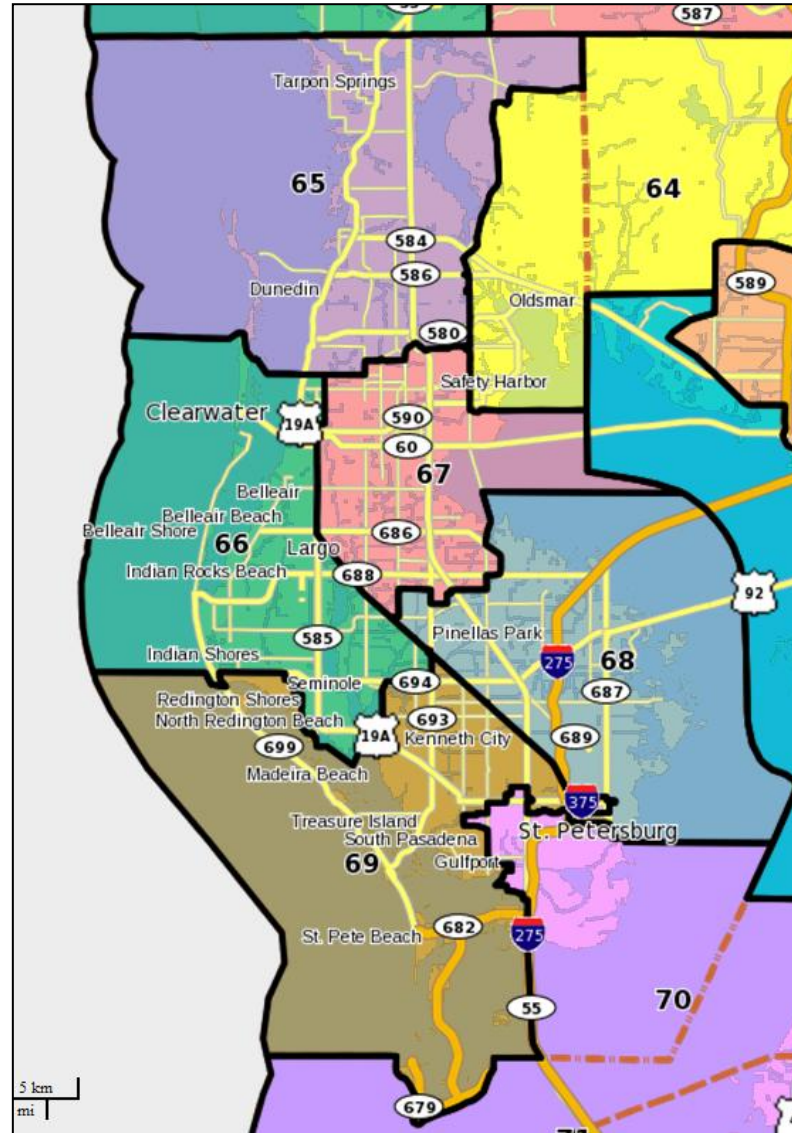 587
Tarpon Springs
65
64
584
586
589
Dunedin
Oldsmar
580
Safety Harbor
Clearwater
19A
590
60
67
Belleair
Belleair Beach
Belleair Shore
66
686
Largo
Indian Rocks Beach
688
92
585
Pinellas Park
Indian Shores
275
68
Seminole
694
687
Redington Shores
North Redington Beach
693
19A
Kenneth City
689
699
Madeira Beach
375
Treasure Island
St. Petersburg
South Pasadena
69
Gulfport
St. Pete Beach
682
275
70
55
5 km
mi
679